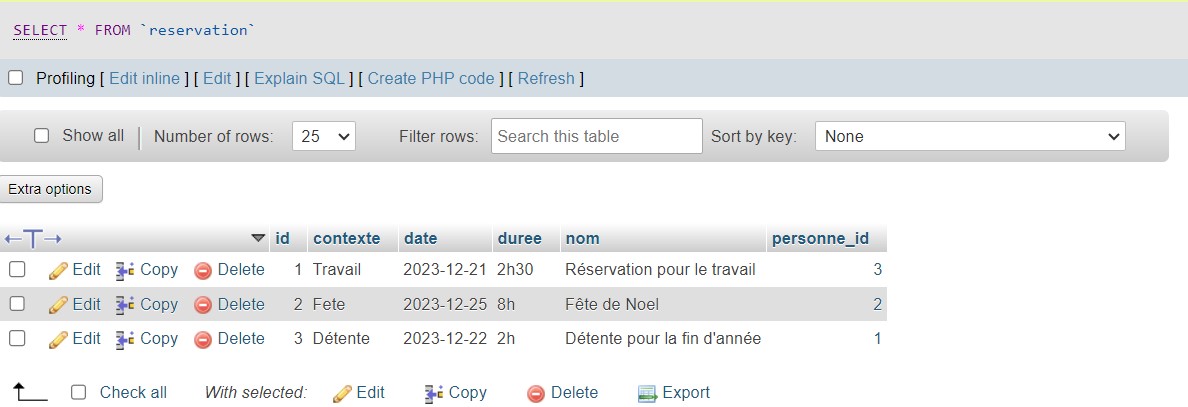 SELECT * FROM `reservation`
Profiling [ Edit inline ] [ Edit ] [ Explain SQL ] [ Create PHP code ] [ Refresh ]
Show all Number of rows: 25 Filter rows: Search this table Sort by key: None
Extra options
←T→ id contexte date duree nom personne_id
Edit Copy Delete 1 Travail 2023-12-21 2h30 Réservation pour le travail 3
Edit Copy Delete 2 Fete 2023-12-25 8h Fête de Noel 2
Edit Copy Delete 3 Détente 2023-12-22 2h Détente pour la fin d'année 1
Check all With selected: Edit Copy Delete Export